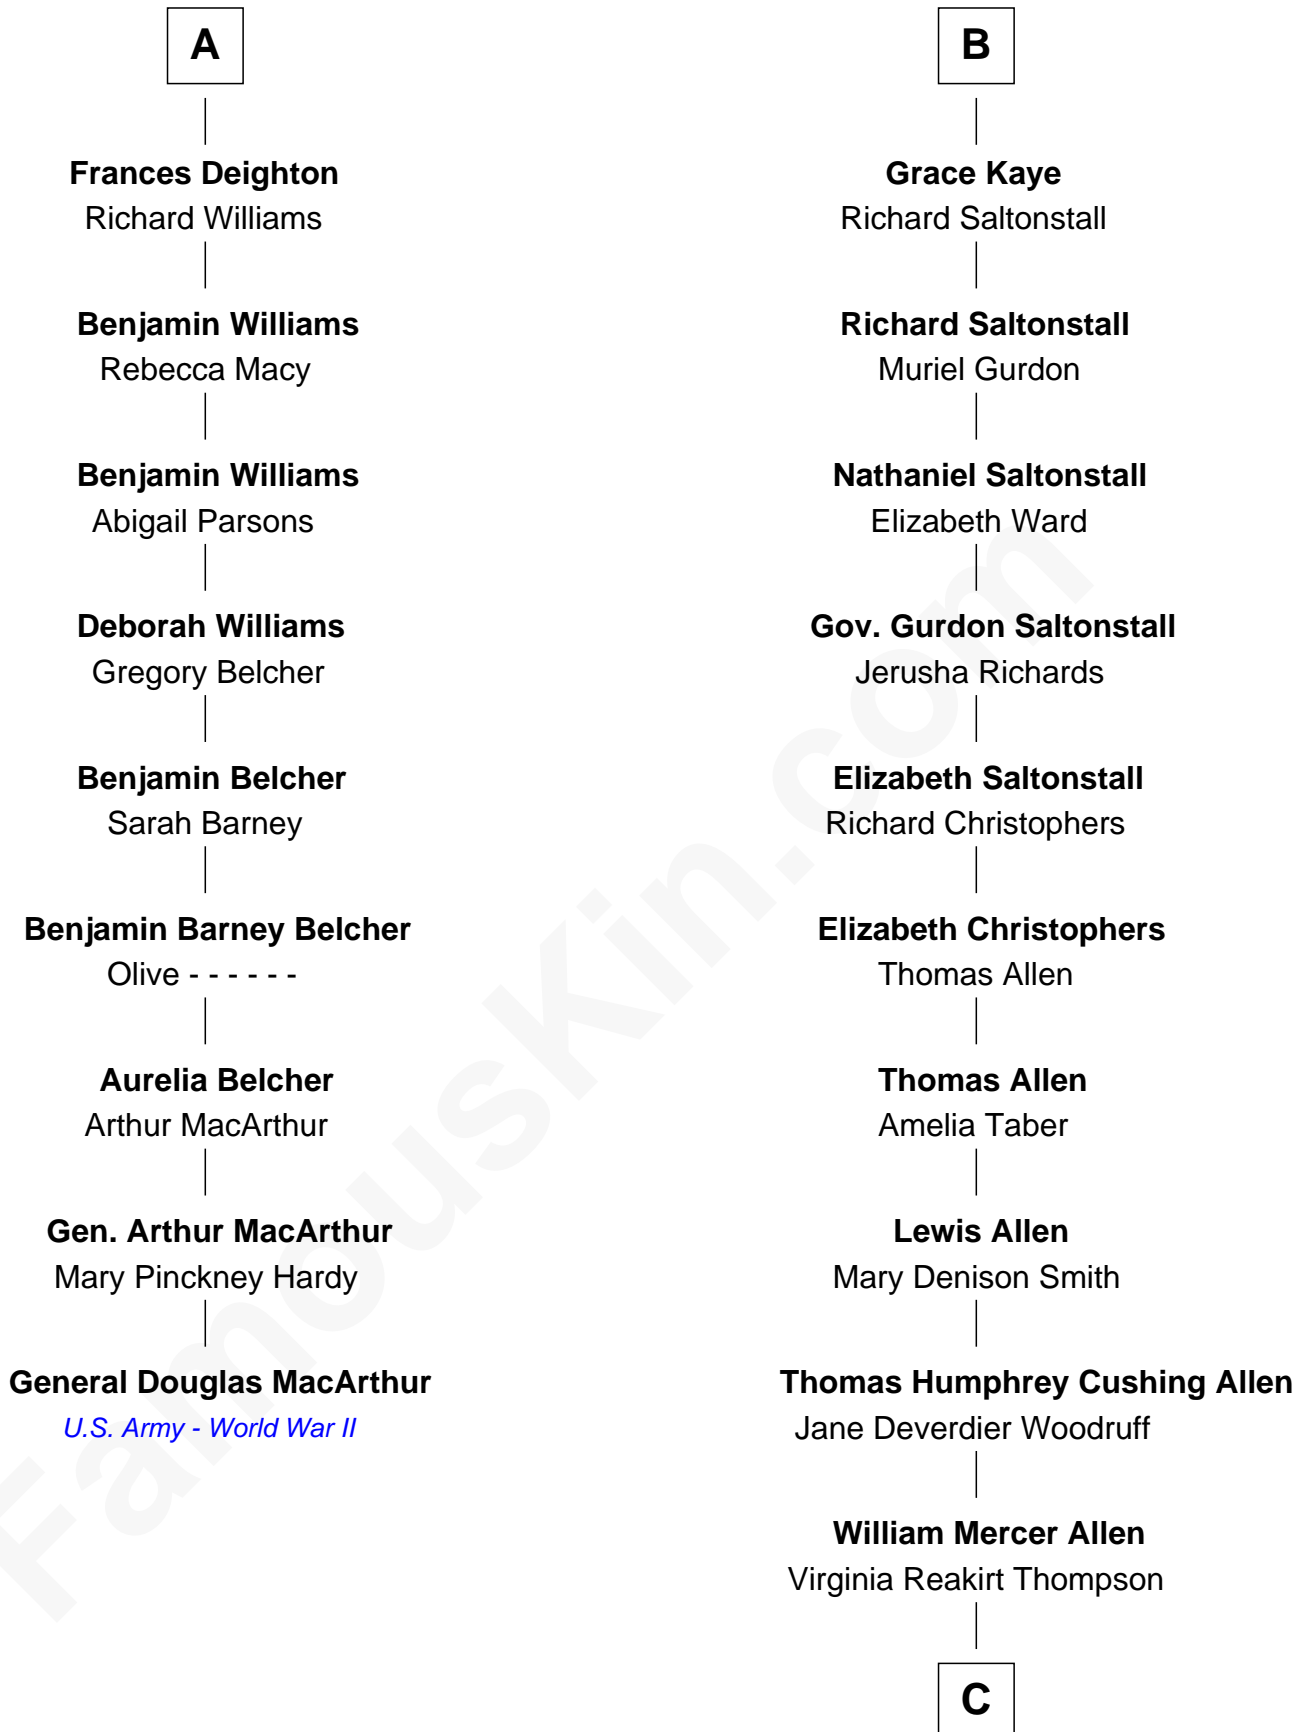 A
Frances Deighton
Richard Williams
Benjamin Williams
Rebecca Macy
Benjamin Williams
Abigail Parsons
Deborah Williams
Gregory Belcher
Benjamin Belcher
Sarah Barney
Benjamin Barney Belcher
Olive - - - - - -
Aurelia Belcher
Arthur MacArthur
Gen. Arthur MacArthur
Mary Pinckney Hardy
General Douglas MacArthur
U.S. Army - World War II
B
Grace Kaye
Richard Saltonstall
Richard Saltonstall
Muriel Gurdon
Nathaniel Saltonstall
Elizabeth Ward
Gov. Gurdon Saltonstall
Jerusha Richards
Elizabeth Saltonstall
Richard Christophers
Elizabeth Christophers
Thomas Allen
Thomas Allen
Amelia Taber
Lewis Allen
Mary Denison Smith
Thomas Humphrey Cushing Allen
Jane Deverdier Woodruff
William Mercer Allen
Virginia Reakirt Thompson
C
FamousKin.com